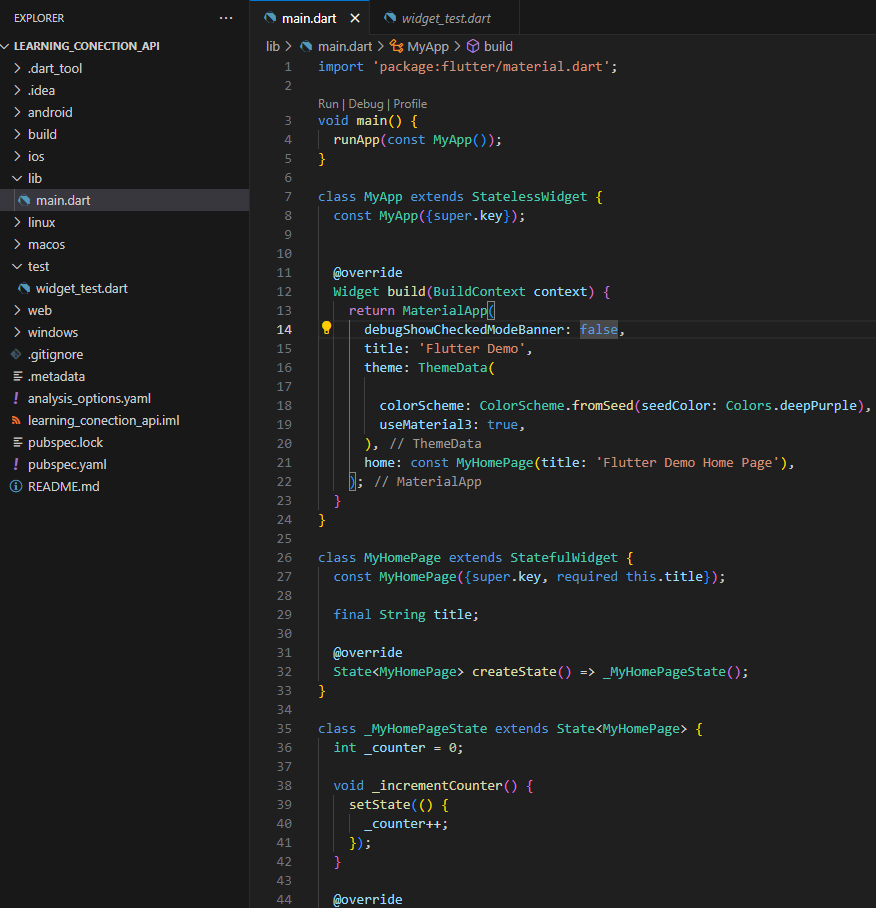 EXPLORER
LEARNING_CONECTION_API
.dart_tool
.idea
android
build
ios
lib
main.dart
linux
macos
test
widget_test.dart
web
windows
.gitignore
.metadata
analysis_options.yaml
learning_conection_api.iml
pubspec.lock
pubspec.yaml
README.md
main.dart
widget_test.dart
lib > main.dart > MyApp > build
1 import 'package:flutter/material.dart';
2
Run | Debug | Profile
3 void main() {
4   runApp(const MyApp());
5 }
6
7 class MyApp extends StatelessWidget {
8   const MyApp({super.key});
9
10
11   @override
12   Widget build(BuildContext context) {
13     return MaterialApp(
14       debugShowCheckedModeBanner: false,
15       title: 'Flutter Demo',
16       theme: ThemeData(
17
18         colorScheme: ColorScheme.fromSeed(seedColor: Colors.deepPurple),
19         useMaterial3: true,
20       ), // ThemeData
21       home: const MyHomePage(title: 'Flutter Demo Home Page'),
22     ); // MaterialApp
23   }
24 }
25
26 class MyHomePage extends StatefulWidget {
27   const MyHomePage({super.key, required this.title});
28
29   final String title;
30
31   @override
32   State<MyHomePage> createState() => _MyHomePageState();
33 }
34
35 class _MyHomePageState extends State<MyHomePage> {
36   int _counter = 0;
37
38   void _incrementCounter() {
39     setState(() {
40       _counter++;
41     });
42   }
43
44   @override